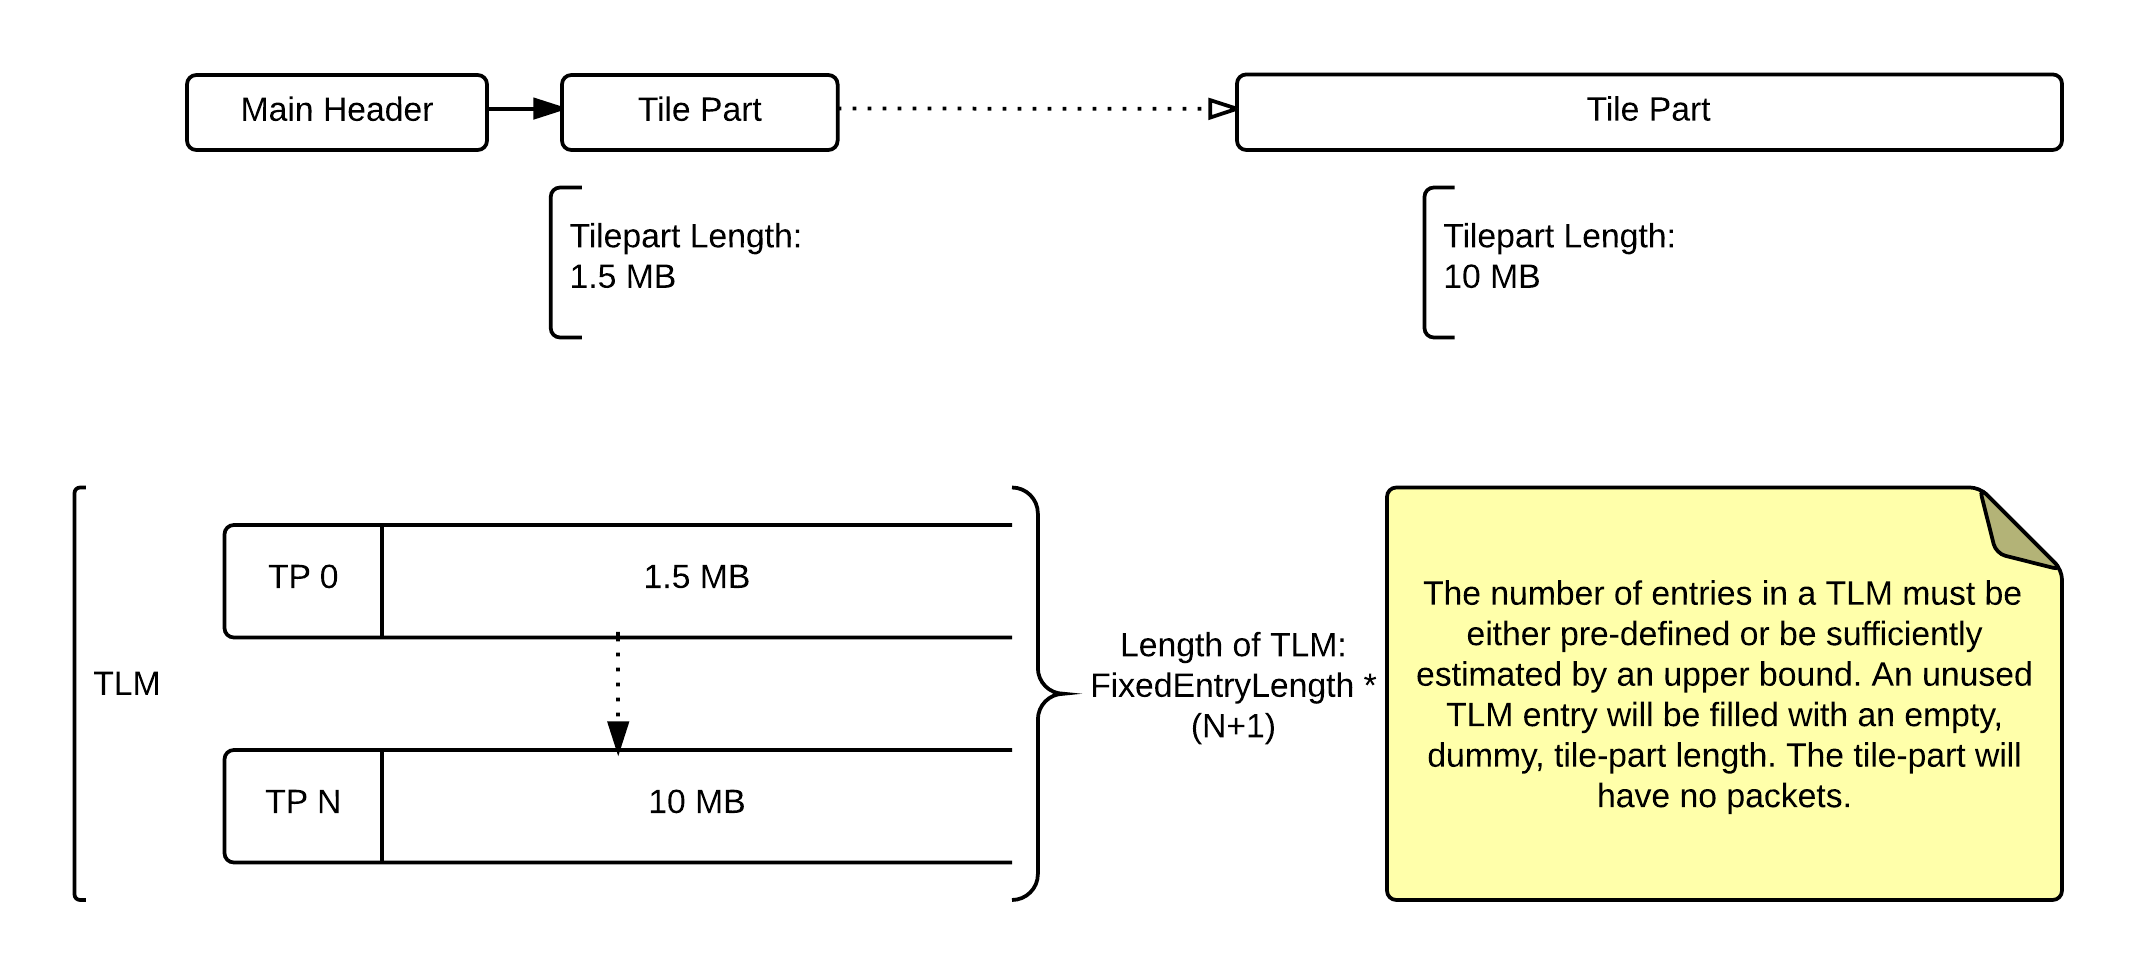 Main Header
Tile Part
Tile Part
Tilepart Length:
1.5 MB
Tilepart Length:
10 MB
TLM
TP 0
1.5 MB
TP N
10 MB
Length of TLM:
FixedEntryLength *
(N+1)
The number of entries in a TLM must be
either pre-defined or be sufficiently
estimated by an upper bound. An unused
TLM entry will be filled with an empty,
dummy, tile-part length. The tile-part will
have no packets.